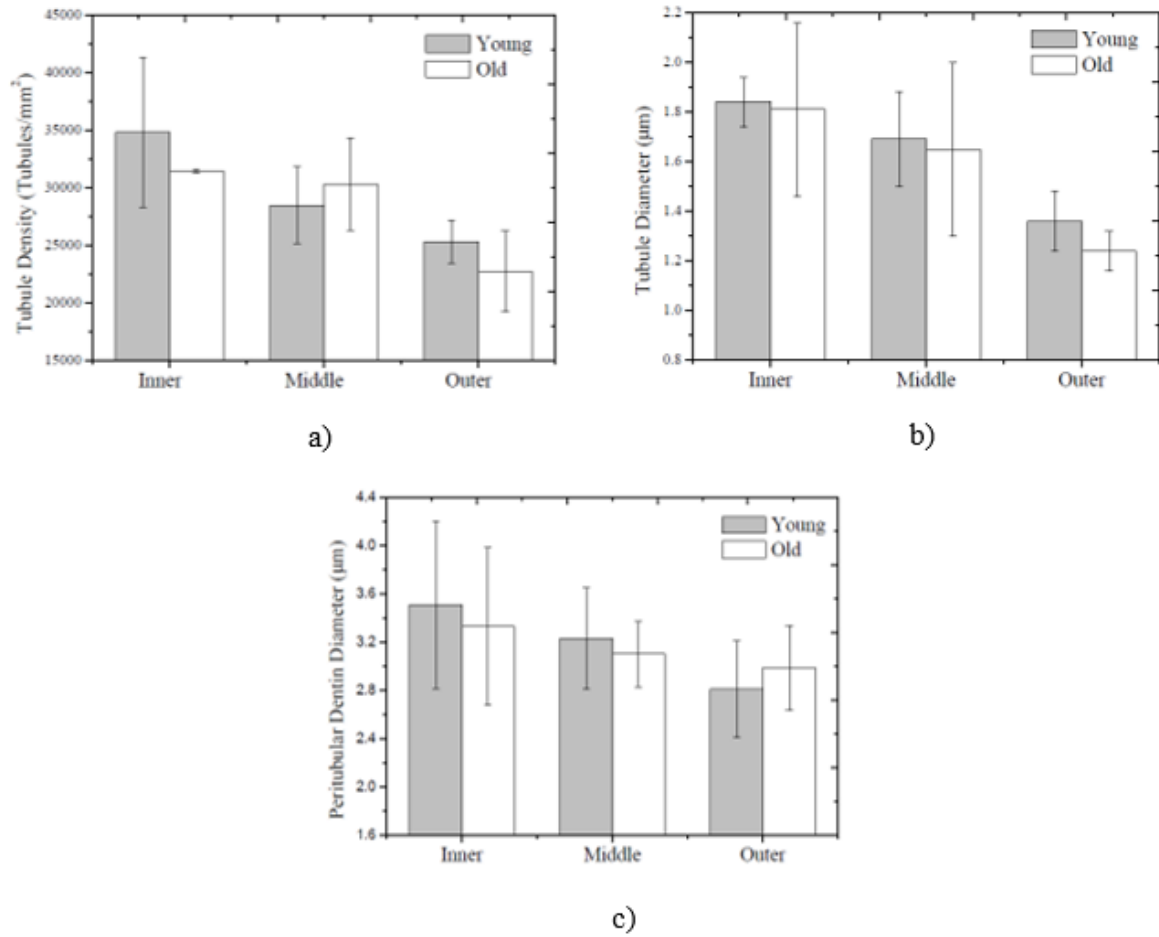 45000
40000
35000
30000
25000
20000
15000
Tubule Density (Tubules/mm²)
Young
Old
Inner Middle Outer
a)
2.2
2.0
1.8
1.6
1.4
1.2
1.0
0.8
Tubule Diameter (μm)
Young
Old
Inner Middle Outer
b)
4.4
4.0
3.6
3.2
2.8
2.4
2.0
1.6
Peritubular Dentin Diameter (μm)
Young
Old
Inner Middle Outer
c)